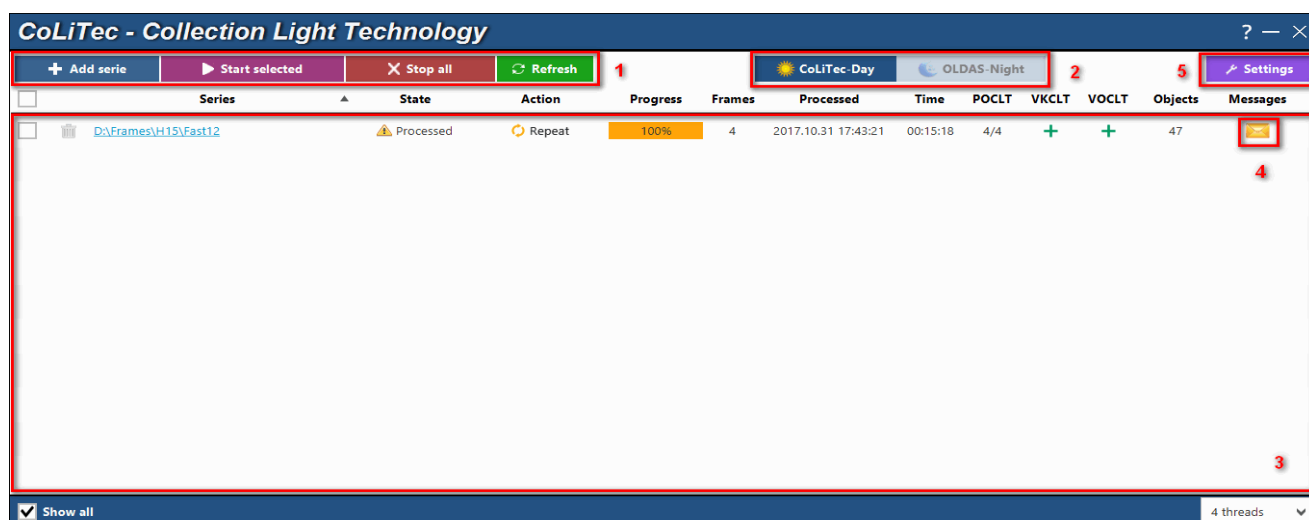 CoLiTec - Collection Light Technology ? — ×
Add serie Start selected Stop all Refresh 1 CoLiTec-Day OLDAS-Night 2 5 Settings
Series State Action Progress Frames Processed Time POCLT VKCLT VOCLT Objects Messages
D:\Frames\H15\Fast12 Processed Repeat 100% 4 2017.10.31 17:43:21 00:15:18 4/4 + + 47
4
3
Show all 4 threads